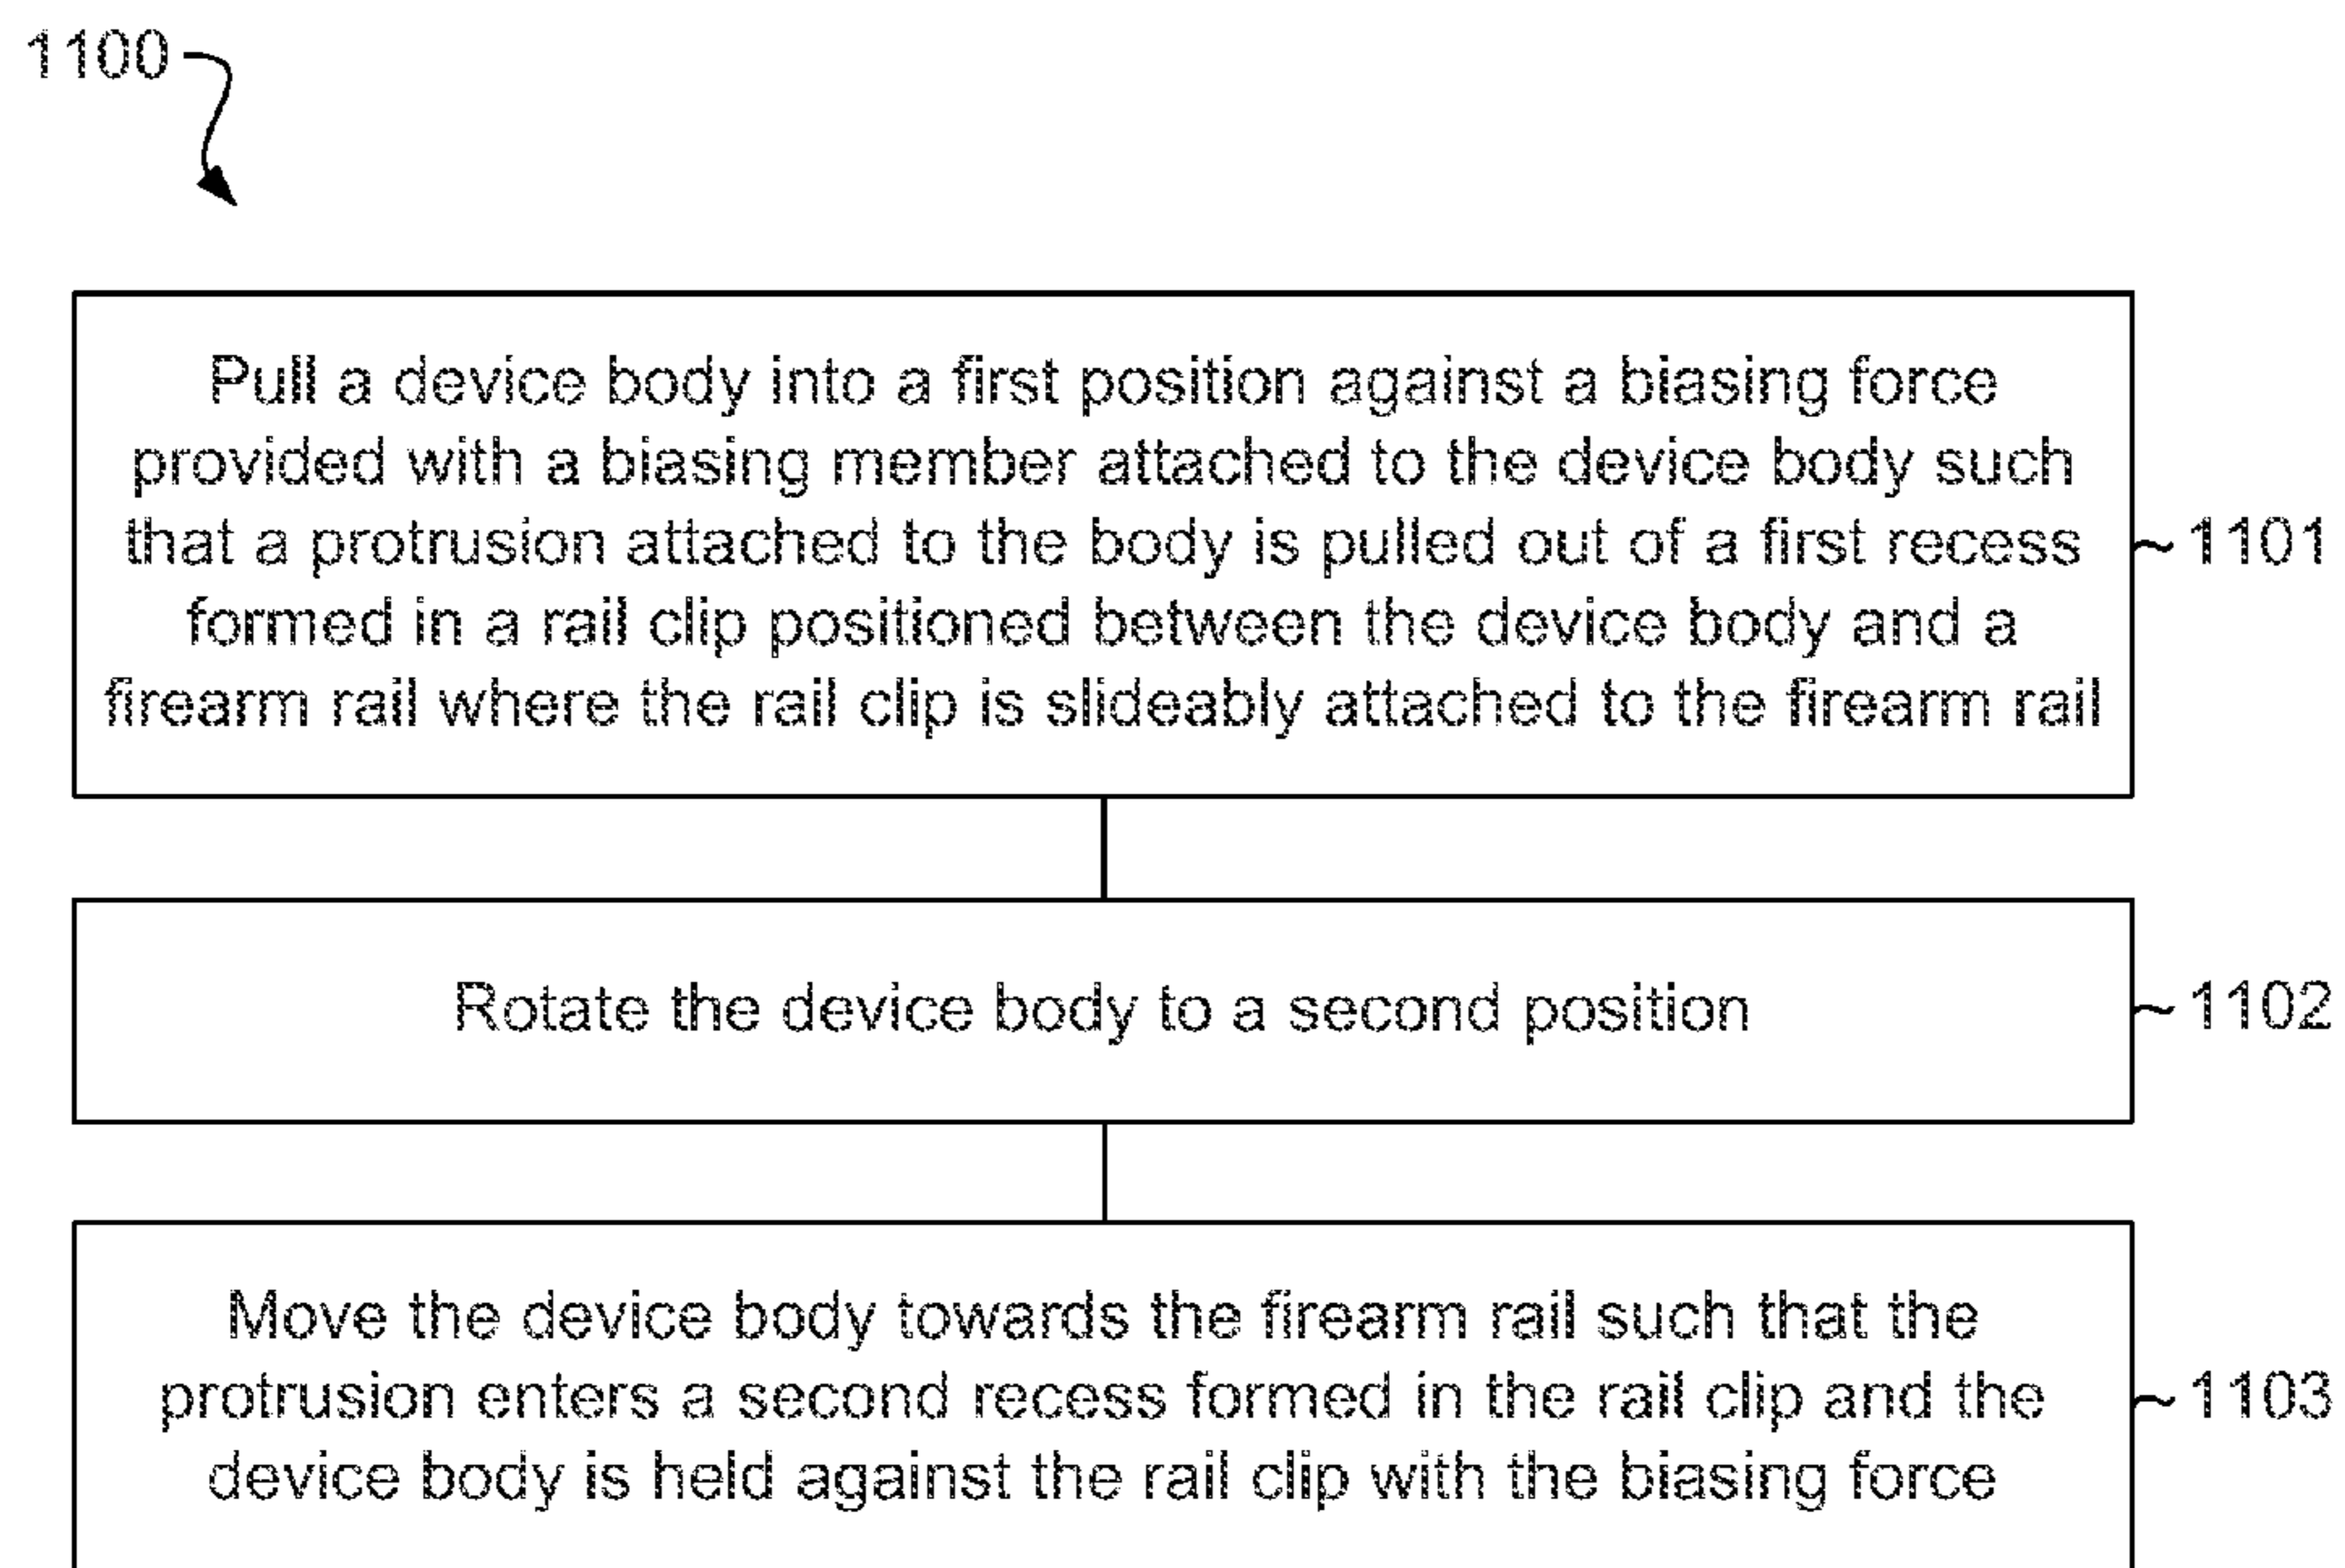 1100
Pull a device body into a first position against a biasing force
provided with a biasing member attached to the device body such
that a protrusion attached to the body is pulled out of a first recess
formed in a rail clip positioned between the device body and a
firearm rail where the rail clip is slideably attached to the firearm rail
1101
Rotate the device body to a second position
1102
Move the device body towards the firearm rail such that the
protrusion enters a second recess formed in the rail clip and the
device body is held against the rail clip with the biasing force
1103